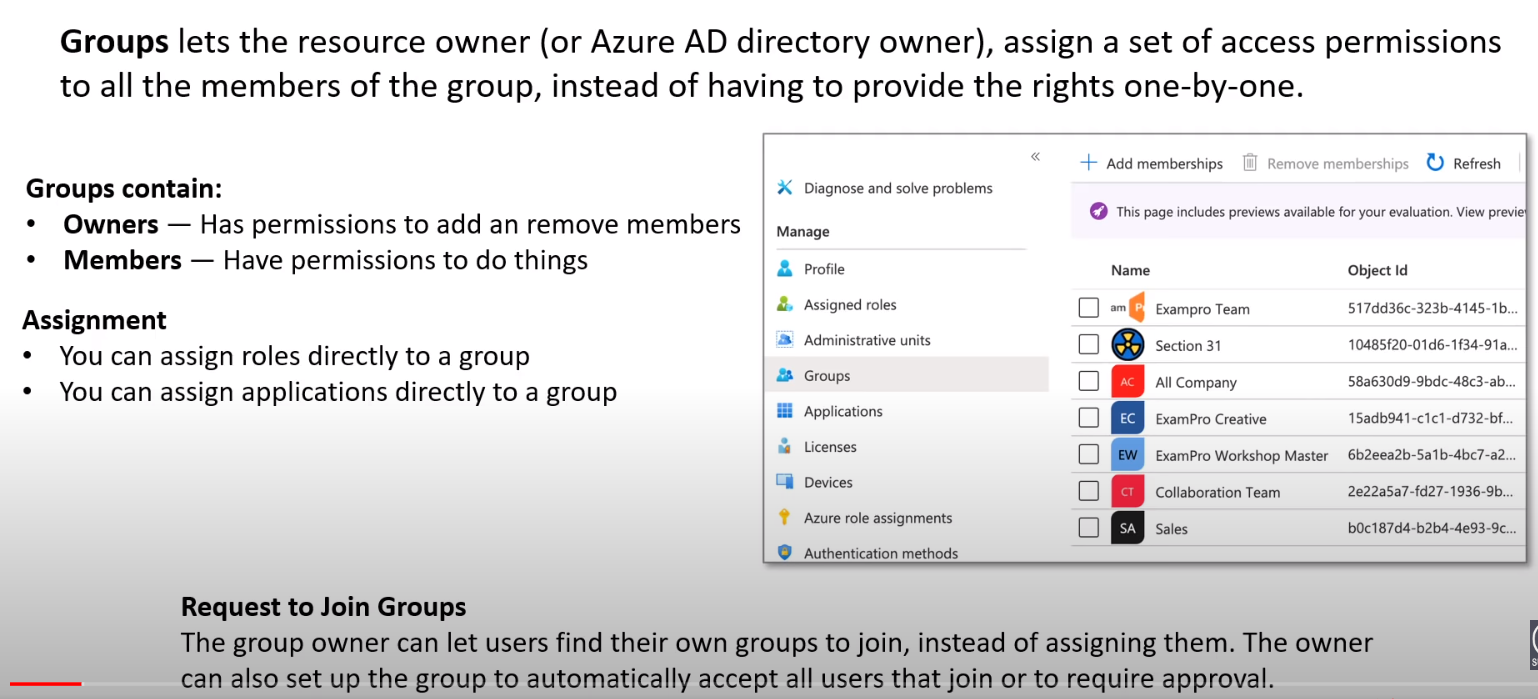 Groups lets the resource owner (or Azure AD directory owner), assign a set of access permissions
to all the members of the group, instead of having to provide the rights one-by-one.
Groups contain:
• Owners — Has permissions to add an remove members
• Members — Have permissions to do things
Assignment
• You can assign roles directly to a group
• You can assign applications directly to a group
«
Diagnose and solve problems
Manage
Profile
Assigned roles
Administrative units
Groups
Applications
Licenses
Devices
Azure role assignments
Authentication methods
+ Add memberships Remove memberships Refresh
This page includes previews available for your evaluation. View previe
Name Object Id
am P Exampro Team 517dd36c-323b-4145-1b...
Section 31 10485f20-01d6-1f34-91a...
AC All Company 58a630d9-9bdc-48c3-ab...
EC ExamPro Creative 15adb941-c1c1-d732-bf...
EW ExamPro Workshop Master 6b2eea2b-5a1b-4bc7-a2...
CT Collaboration Team 2e22a5a7-fd27-1936-9b...
SA Sales b0c187d4-b2b4-4e93-9c...
Request to Join Groups
The group owner can let users find their own groups to join, instead of assigning them. The owner
can also set up the group to automatically accept all users that join or to require approval.